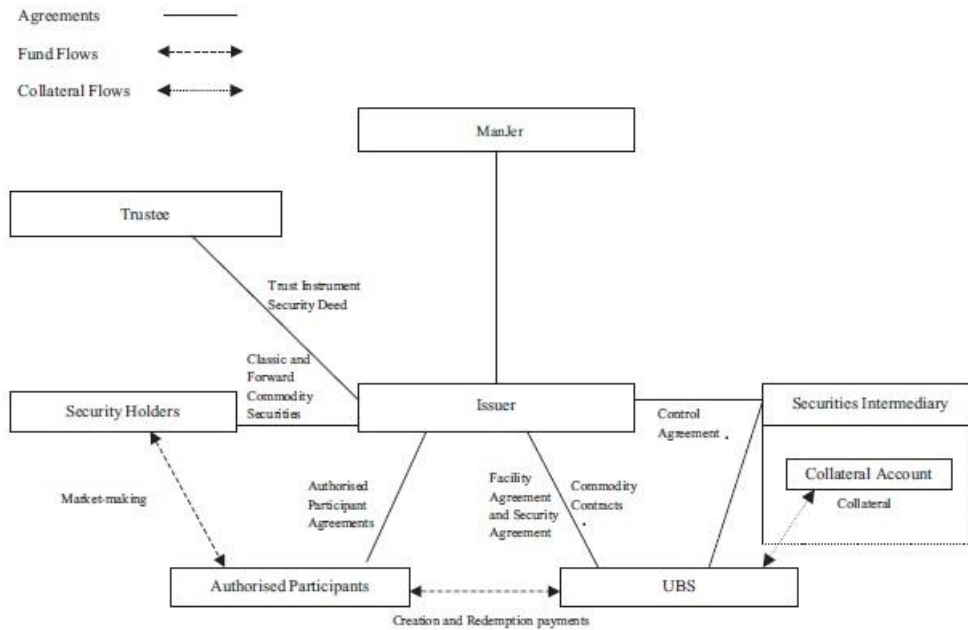 Agreements
Fund Flows
Collateral Flows
ManJer
Trustee
Trust Instrument
Security Deed
Classic and
Forward
Commodity
Securities
Security Holders
Issuer
Securities Intermediary
Control
Agreement
Collateral Account
Collateral
Market-making
Authorised
Participant
Agreements
Facility
Agreement
and Security
Agreement
Commodity
Contracts
Authorised Participants
UBS
Creation and Redemption payments